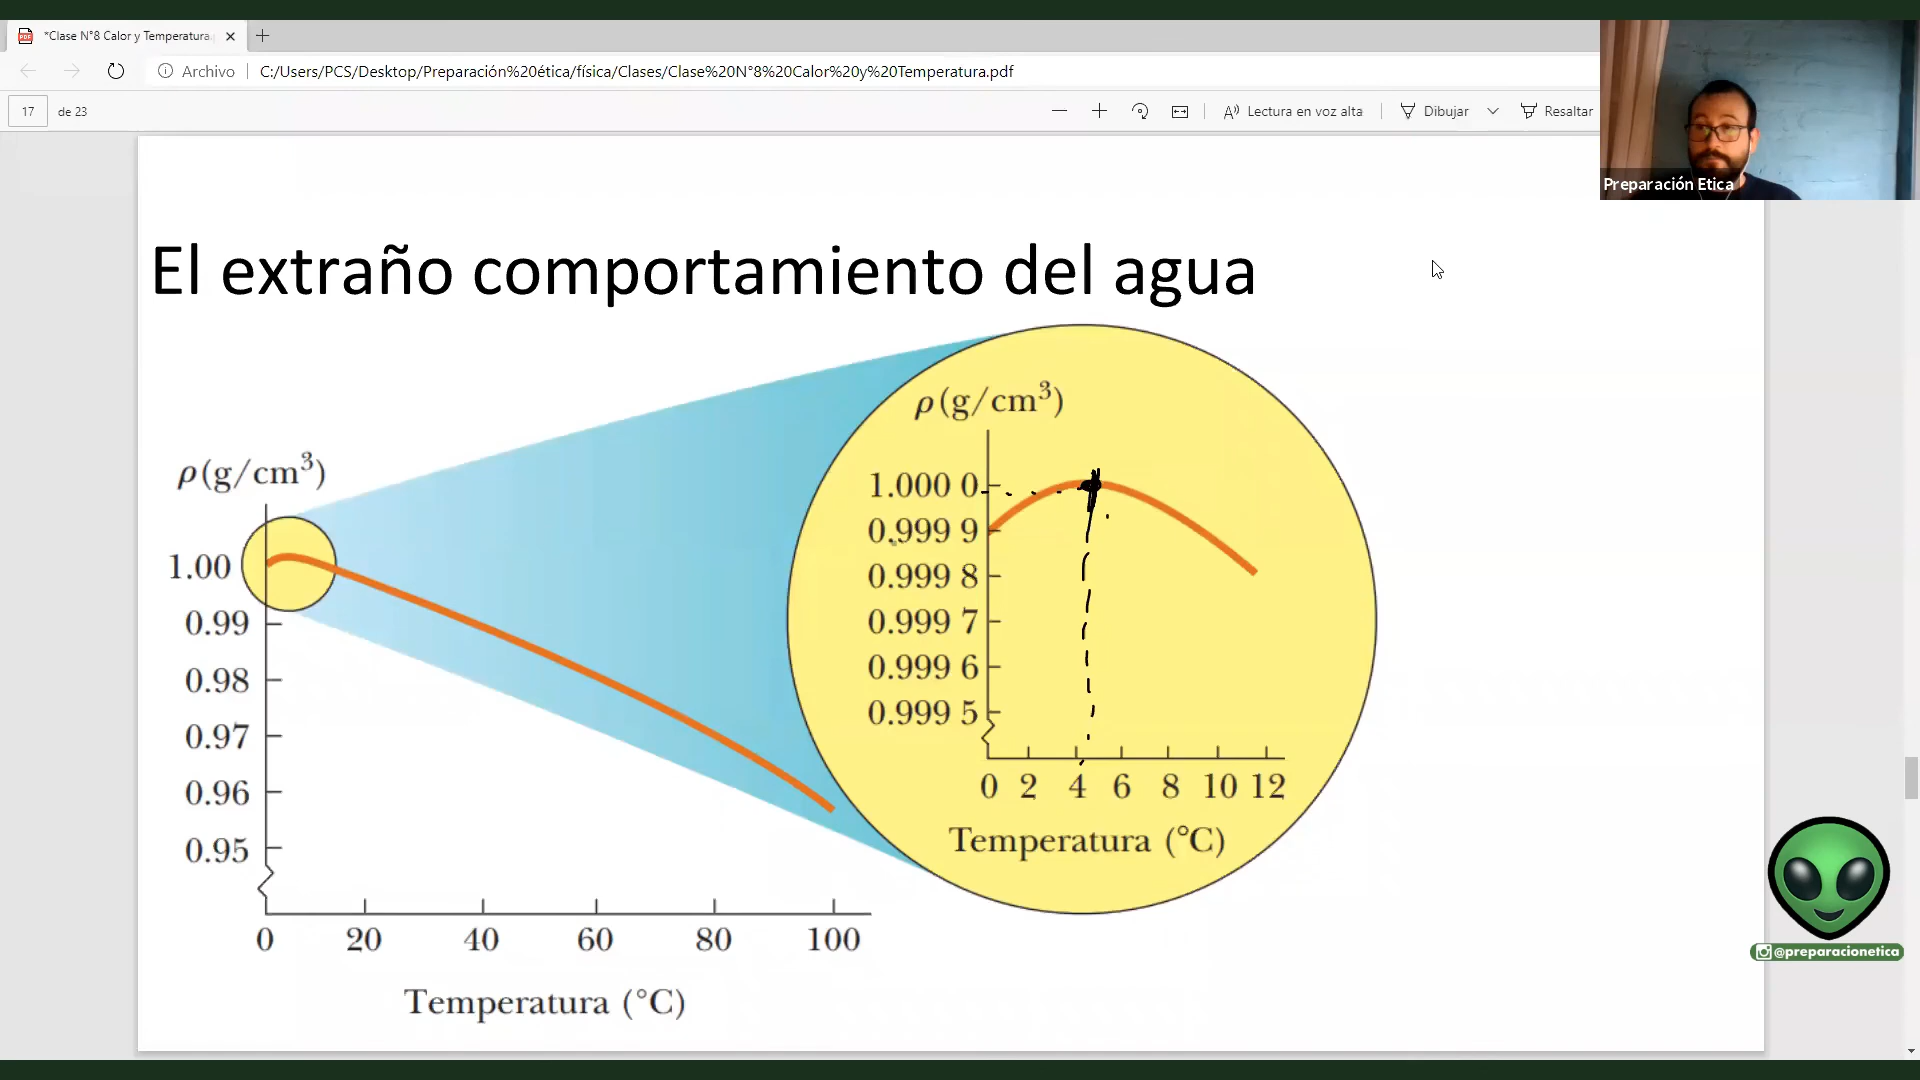 *Clase N°8 Calor y Temperatura.
Archivo
C:/Users/PCS/Desktop/Preparación%20ética/física/Clases/Clase%20N°8%20Calor%20y%20Temperatura.pdf
17 de 23
Lectura en voz alta
Dibujar
Resaltar
Preparación Etica
El extraño comportamiento del agua
ρ(g/cm³)
1.00
0.99
0.98
0.97
0.96
0.95
0 20 40 60 80 100
Temperatura (°C)
ρ(g/cm³)
1.000 0
0.999 9
0.999 8
0.999 7
0.999 6
0.999 5
0 2 4 6 8 10 12
Temperatura (°C)
@preparacionetica